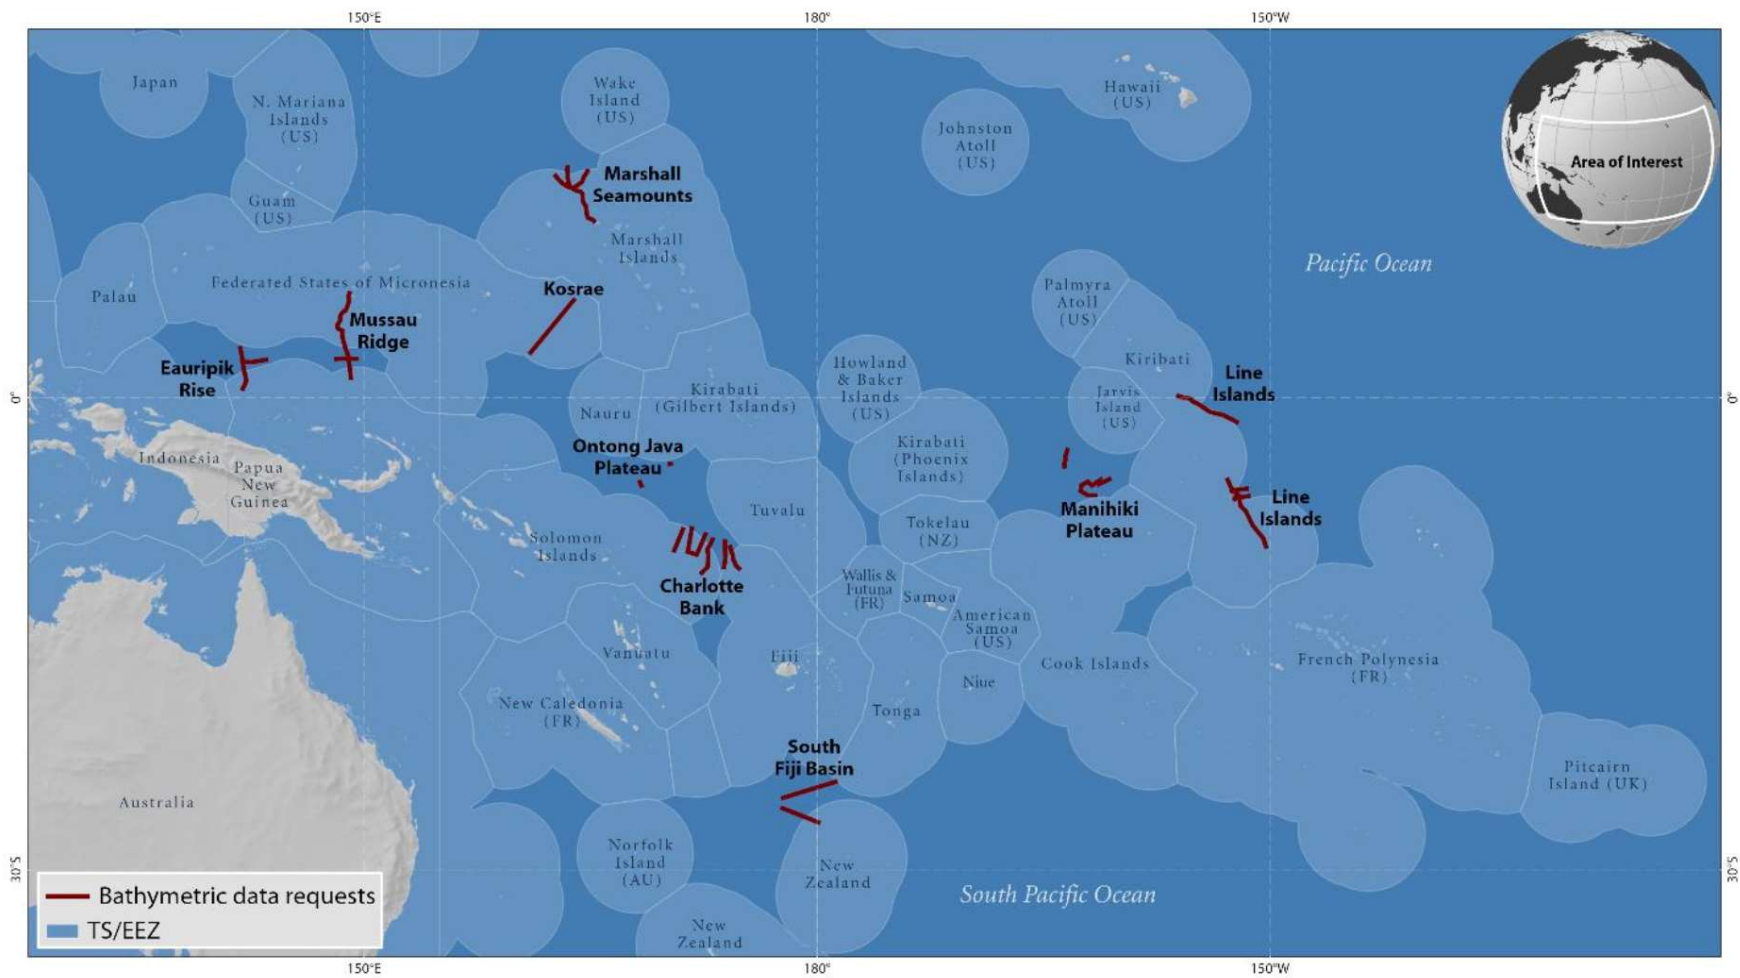 150°E
180°
150°W
Japan
N. Mariana
Islands
(US)
Guam
(US)
Wake
Island
(US)
Johnston
Atoll
(US)
Hawaii
(US)
Area of Interest
Marshall
Seamounts
Marshall
Islands
Pacific Ocean
Palau
Federated States of Micronesia
Kosrae
Mussau
Ridge
Eauripik
Rise
Palmyra
Atoll
(US)
Kiribati
Howland
& Baker
Islands
(US)
Jarvis
Island
(US)
Line
Islands
0°
0°
Nauru
Kirabati
(Gilbert Islands)
Ontong Java
Plateau
Kirabati
(Phoenix
Islands)
Indonesia
Papua
New
Guinea
Solomon
Islands
Tuvalu
Tokelau
(NZ)
Manihiki
Plateau
Line
Islands
Charlotte
Bank
Wallis &
Futuna
(FR)
Samoa
American
Samoa
(US)
Vanuatu
Fiji
Niue
Cook Islands
French Polynesia
(FR)
New Caledonia
(FR)
Tonga
South
Fiji Basin
Pitcairn
Island (UK)
Australia
Norfolk
Island
(AU)
New
Zealand
New
Zealand
South Pacific Ocean
30°S
30°S
Bathymetric data requests
TS/EEZ
150°E
180°
150°W